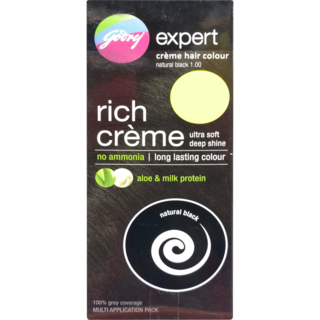 Godrej
expert
crème hair colour
natural black 1.00
rich
crème
ultra soft
deep shine
no ammonia | long lasting colour
aloe & milk protein
natural black
100% grey coverage
MULTI APPLICATION PACK